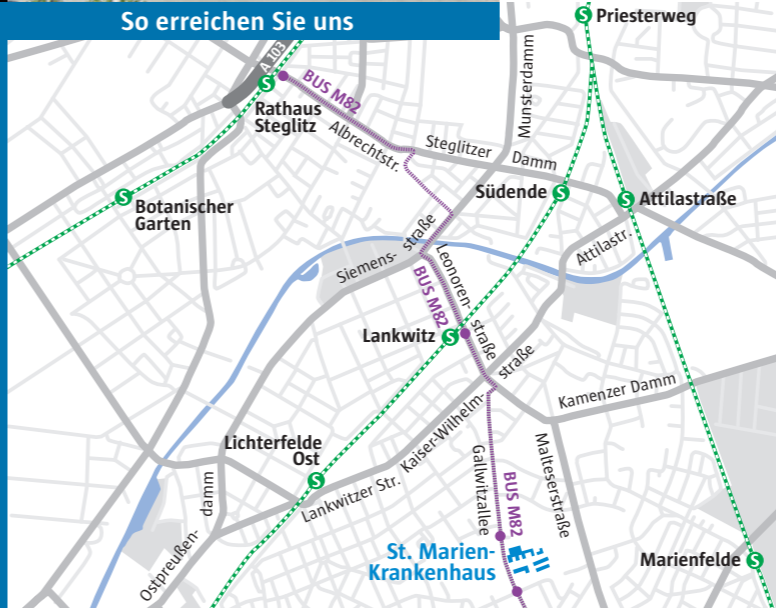 So erreichen Sie uns
S Priesterweg
A 103
S
BUS M82
Rathaus
Steglitz
Albrechtstr.
Munsterdamm
Steglitzer Damm
S
Botanischer
Garten
Südende S
S Attilastraße
Siemens-
straße
Attilastr.
Leonoren-
straße
BUS M82
Lankwitz S
Kaiser-Wilhelm-
straße
Kamenzer Damm
Lichterfelde
Ost
S
Lankwitzer Str.
Ostpreußen-
damm
Gallwitzallee
BUS M82
Malteserstraße
St. Marien-
Krankenhaus
Marienfelde S